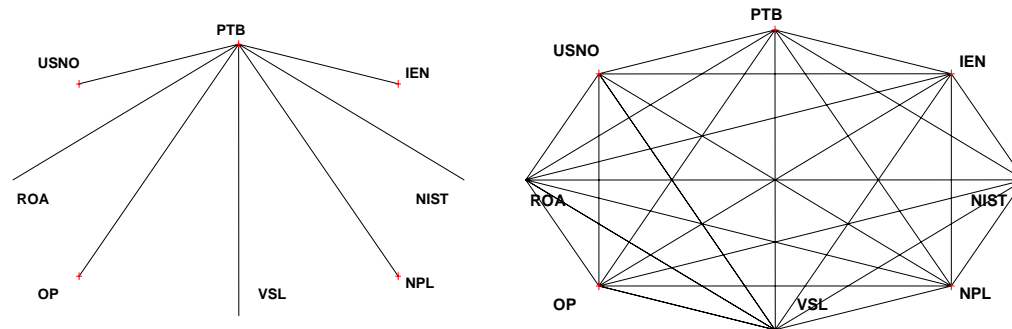 PTB
USNO
IEN
ROA
NIST
OP
VSL
NPL
PTB
USNO
IEN
ROA
NIST
OP
VSL
NPL